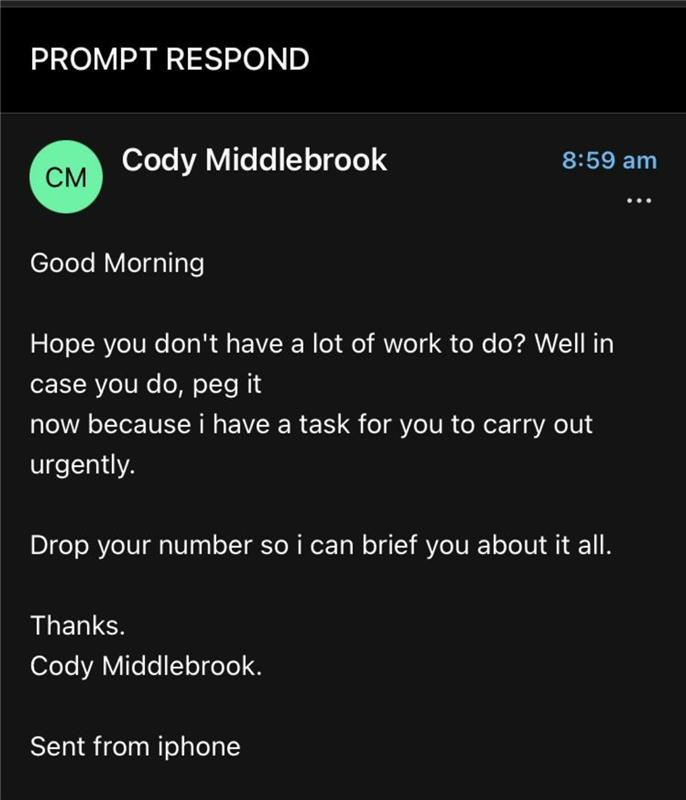 PROMPT RESPOND
CM
Cody Middlebrook
8:59 am
Good Morning
Hope you don't have a lot of work to do? Well in
case you do, peg it
now because i have a task for you to carry out
urgently.
Drop your number so i can brief you about it all.
Thanks.
Cody Middlebrook.
Sent from iphone